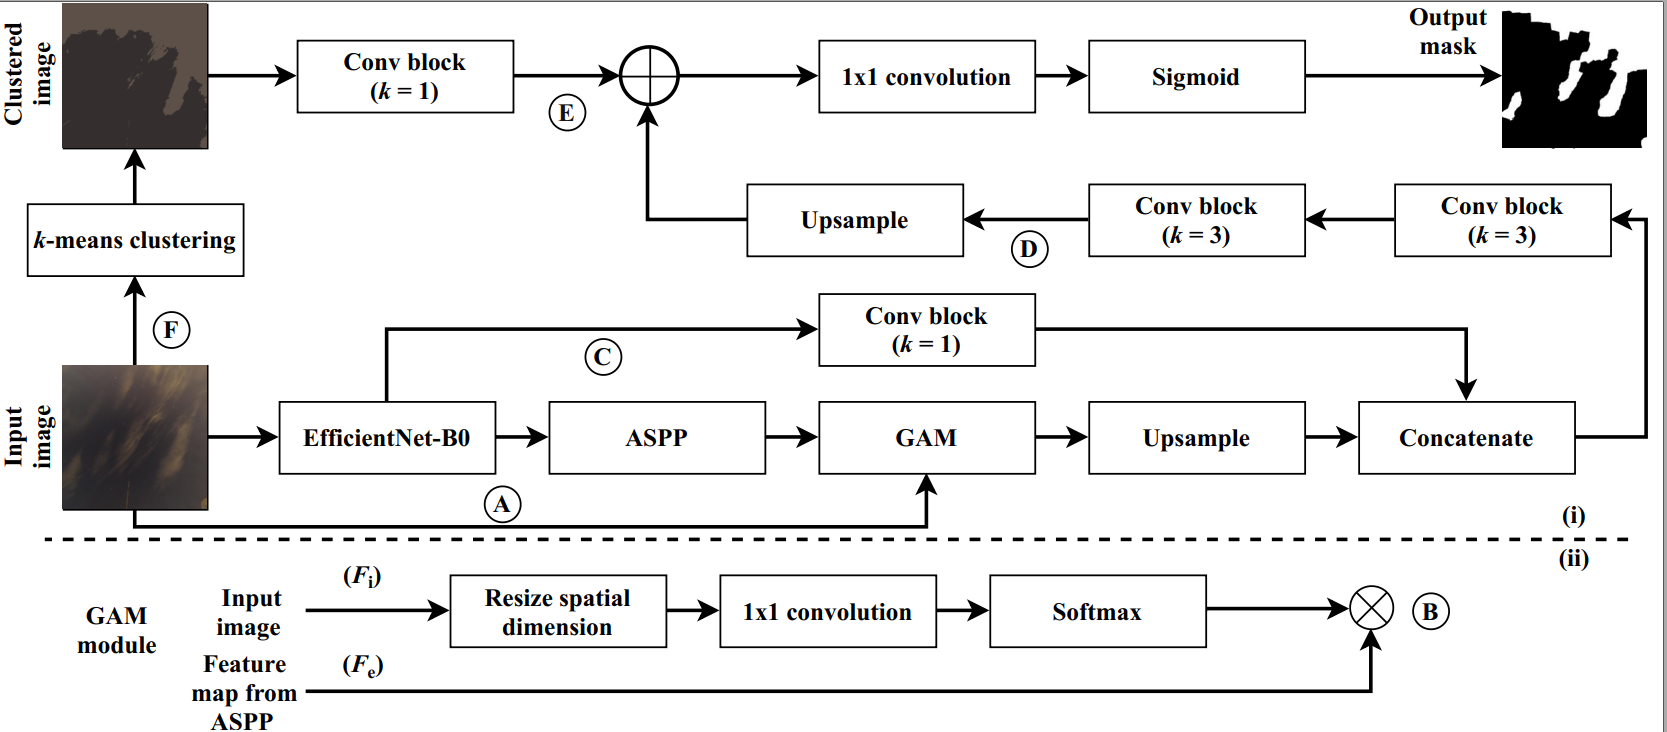 Clustered
image
Conv block
(k = 1)
E
1x1 convolution
Sigmoid
Output
mask
k-means clustering
Upsample
D
Conv block
(k = 3)
Conv block
(k = 3)
F
C
Conv block
(k = 1)
Input
image
EfficientNet-B0
ASPP
GAM
Upsample
Concatenate
A
(i)
(ii)
GAM
module
Input
image
(Fi)
Resize spatial
dimension
1x1 convolution
Softmax
B
Feature
map from
ASPP
(Fe)